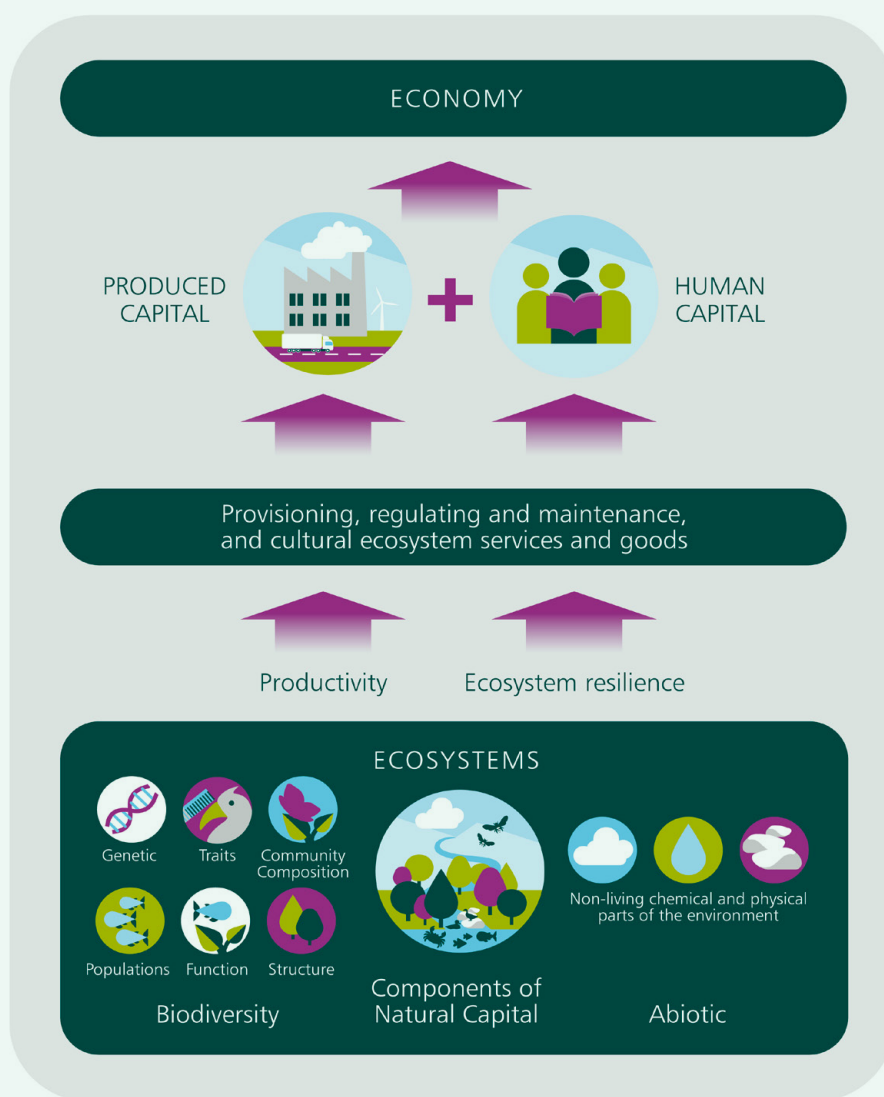 ECONOMY
PRODUCED
CAPITAL
HUMAN
CAPITAL
Provisioning, regulating and maintenance,
and cultural ecosystem services and goods
Productivity
Ecosystem resilience
ECOSYSTEMS
Genetic
Traits
Community
Composition
Populations
Function
Structure
Biodiversity
Components of
Natural Capital
Non-living chemical and physical
parts of the environment
Abiotic